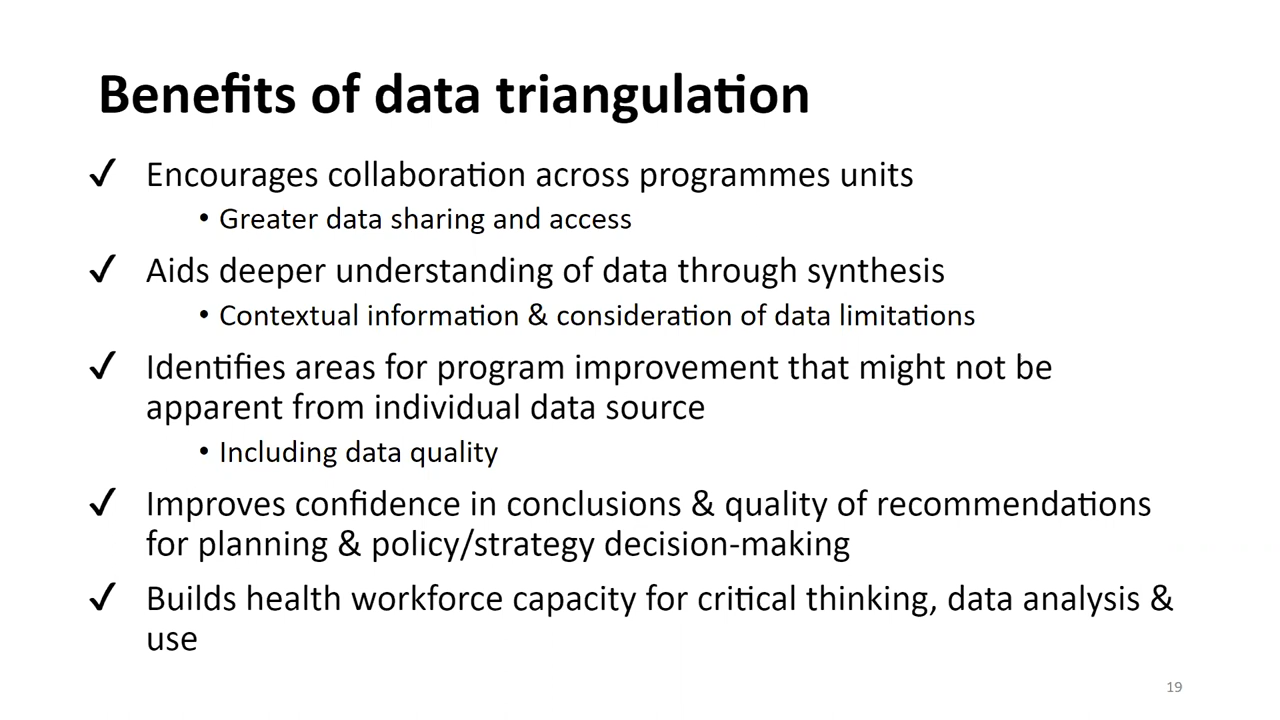 Benefits of data triangulation
✓ Encourages collaboration across programmes units
• Greater data sharing and access
✓ Aids deeper understanding of data through synthesis
• Contextual information & consideration of data limitations
✓ Identifies areas for program improvement that might not be
apparent from individual data source
• Including data quality
✓ Improves confidence in conclusions & quality of recommendations
for planning & policy/strategy decision-making
✓ Builds health workforce capacity for critical thinking, data analysis &
use
19